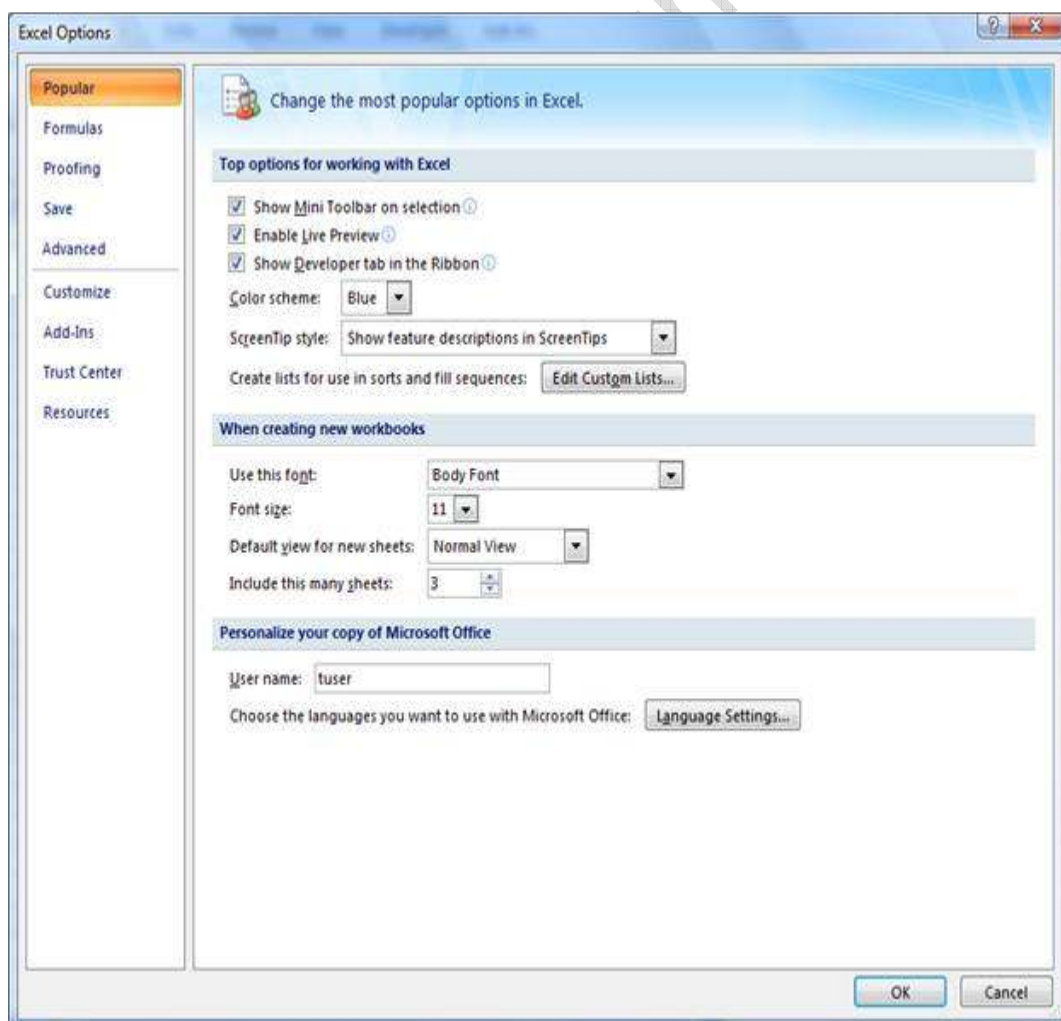 Excel Options
Popular
Formulas
Proofing
Save
Advanced
Customize
Add-Ins
Trust Center
Resources
Change the most popular options in Excel.
Top options for working with Excel
Show Mini Toolbar on selection
Enable Live Preview
Show Developer tab in the Ribbon
Color scheme: Blue
ScreenTip style: Show feature descriptions in ScreenTips
Create lists for use in sorts and fill sequences: Edit Custom Lists...
When creating new workbooks
Use this font: Body Font
Font size: 11
Default view for new sheets: Normal View
Include this many sheets: 3
Personalize your copy of Microsoft Office
User name: tuser
Choose the languages you want to use with Microsoft Office: Language Settings...
OK Cancel